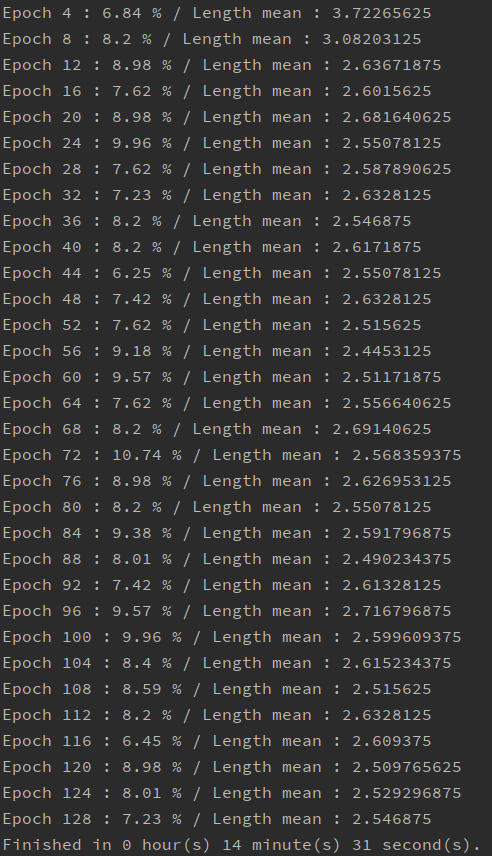 Epoch 4 : 6.84 % / Length mean : 3.72265625
Epoch 8 : 8.2 % / Length mean : 3.08203125
Epoch 12 : 8.98 % / Length mean : 2.63671875
Epoch 16 : 7.62 % / Length mean : 2.6015625
Epoch 20 : 8.98 % / Length mean : 2.681640625
Epoch 24 : 9.96 % / Length mean : 2.55078125
Epoch 28 : 7.62 % / Length mean : 2.587890625
Epoch 32 : 7.23 % / Length mean : 2.6328125
Epoch 36 : 8.2 % / Length mean : 2.546875
Epoch 40 : 8.2 % / Length mean : 2.6171875
Epoch 44 : 6.25 % / Length mean : 2.55078125
Epoch 48 : 7.42 % / Length mean : 2.6328125
Epoch 52 : 7.62 % / Length mean : 2.515625
Epoch 56 : 9.18 % / Length mean : 2.4453125
Epoch 60 : 9.57 % / Length mean : 2.51171875
Epoch 64 : 7.62 % / Length mean : 2.556640625
Epoch 68 : 8.2 % / Length mean : 2.69140625
Epoch 72 : 10.74 % / Length mean : 2.568359375
Epoch 76 : 8.98 % / Length mean : 2.626953125
Epoch 80 : 8.2 % / Length mean : 2.55078125
Epoch 84 : 9.38 % / Length mean : 2.591796875
Epoch 88 : 8.01 % / Length mean : 2.490234375
Epoch 92 : 7.42 % / Length mean : 2.61328125
Epoch 96 : 9.57 % / Length mean : 2.716796875
Epoch 100 : 9.96 % / Length mean : 2.599609375
Epoch 104 : 8.4 % / Length mean : 2.615234375
Epoch 108 : 8.59 % / Length mean : 2.515625
Epoch 112 : 8.2 % / Length mean : 2.6328125
Epoch 116 : 6.45 % / Length mean : 2.609375
Epoch 120 : 8.98 % / Length mean : 2.509765625
Epoch 124 : 8.01 % / Length mean : 2.529296875
Epoch 128 : 7.23 % / Length mean : 2.546875
Finished in 0 hour(s) 14 minute(s) 31 second(s).